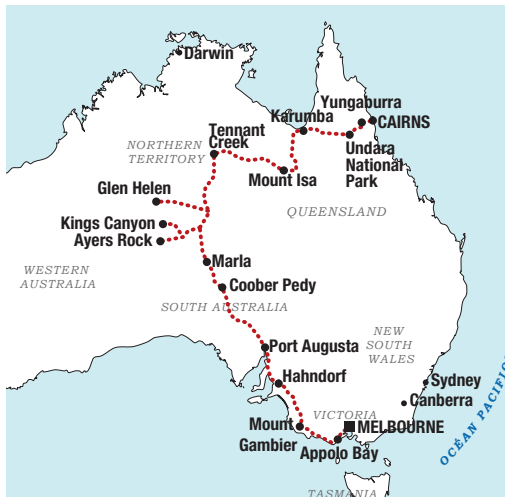 Darwin
Karumba
Yungaburra
CAIRNS
Tennant
Creek
NORTHERN
TERRITORY
Undara
National
Park
Mount Isa
Glen Helen
QUEENSLAND
Kings Canyon
Ayers Rock
Marla
WESTERN
AUSTRALIA
Coober Pedy
SOUTH AUSTRALIA
NEW
SOUTH
WALES
Port Augusta
Hahndorf
Sydney
Canberra
OCÉAN PACIFI
VICTORIA
Mount
Gambier
MELBOURNE
Appolo Bay
TASMANIA